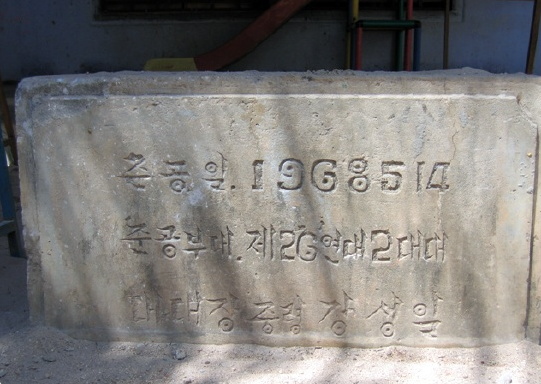 준공일. 1968 5 14
준공부대. 제26연대2대대
대대장 중령 강 상